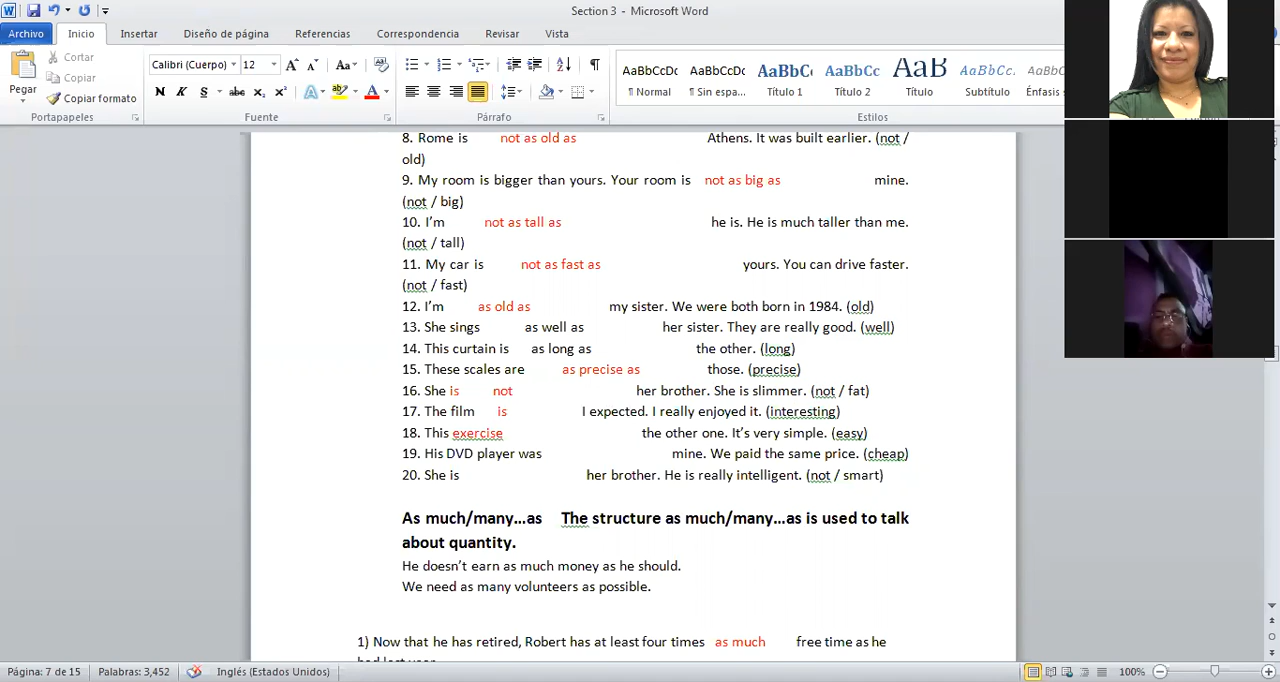 Section 3 - Microsoft Word
Archivo Inicio Insertar Diseño de página Referencias Correspondencia Revisar Vista
Pegar
Cortar
Copiar
Copiar formato
Portapapeles
Calibri (Cuerpo) 12
Fuente
Párrafo
AaBbCcDc AaBbCcDc AaBbC AaBbCc AaB AaBbCc AaBbCc
¶ Normal ¶ Sin espa... Título 1 Título 2 Título Subtítulo Énfasis
Estilos
8. Rome is not as old as Athens. It was built earlier. (not /
old)
9. My room is bigger than yours. Your room is not as big as mine.
(not / big)
10. I’m not as tall as he is. He is much taller than me.
(not / tall)
11. My car is not as fast as yours. You can drive faster.
(not / fast)
12. I’m as old as my sister. We were both born in 1984. (old)
13. She sings as well as her sister. They are really good. (well)
14. This curtain is as long as the other. (long)
15. These scales are as precise as those. (precise)
16. She is not her brother. She is slimmer. (not / fat)
17. The film is I expected. I really enjoyed it. (interesting)
18. This exercise the other one. It’s very simple. (easy)
19. His DVD player was mine. We paid the same price. (cheap)
20. She is her brother. He is really intelligent. (not / smart)
As much/many…as The structure as much/many…as is used to talk
about quantity.
He doesn’t earn as much money as he should.
We need as many volunteers as possible.
1) Now that he has retired, Robert has at least four times as much free time as he
had last year
Página: 7 de 15 Palabras: 3,452 Inglés (Estados Unidos) 100%